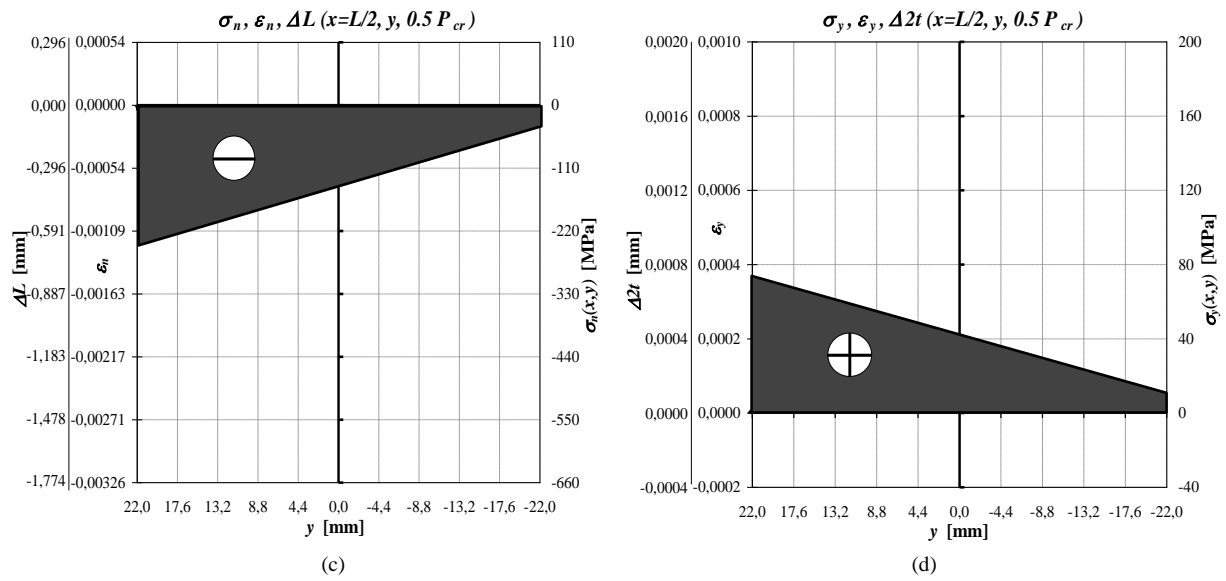 σn, εn, ΔL (x=L/2, y, 0.5 Pcr)
0,296 0,00054 110
0,000 0,00000 0
-0,296 -0,00054 -110
-0,591 -0,00109 -220
-0,887 -0,00163 -330
-1,183 -0,00217 -440
-1,478 -0,00271 -550
-1,774 -0,00326 -660
ΔL [mm]
εn
σn(x,y) [MPa]
22,0 17,6 13,2 8,8 4,4 0,0 -4,4 -8,8 -13,2 -17,6 -22,0
y [mm]
(c)
σy, εy, Δ2t (x=L/2, y, 0.5 Pcr)
0,0020 0,0010 200
0,0016 0,0008 160
0,0012 0,0006 120
0,0008 0,0004 80
0,0004 0,0002 40
0,0000 0,0000 0
-0,0004 -0,0002 -40
Δ2t [mm]
εy
σy(x,y) [MPa]
22,0 17,6 13,2 8,8 4,4 0,0 -4,4 -8,8 -13,2 -17,6 -22,0
y [mm]
(d)